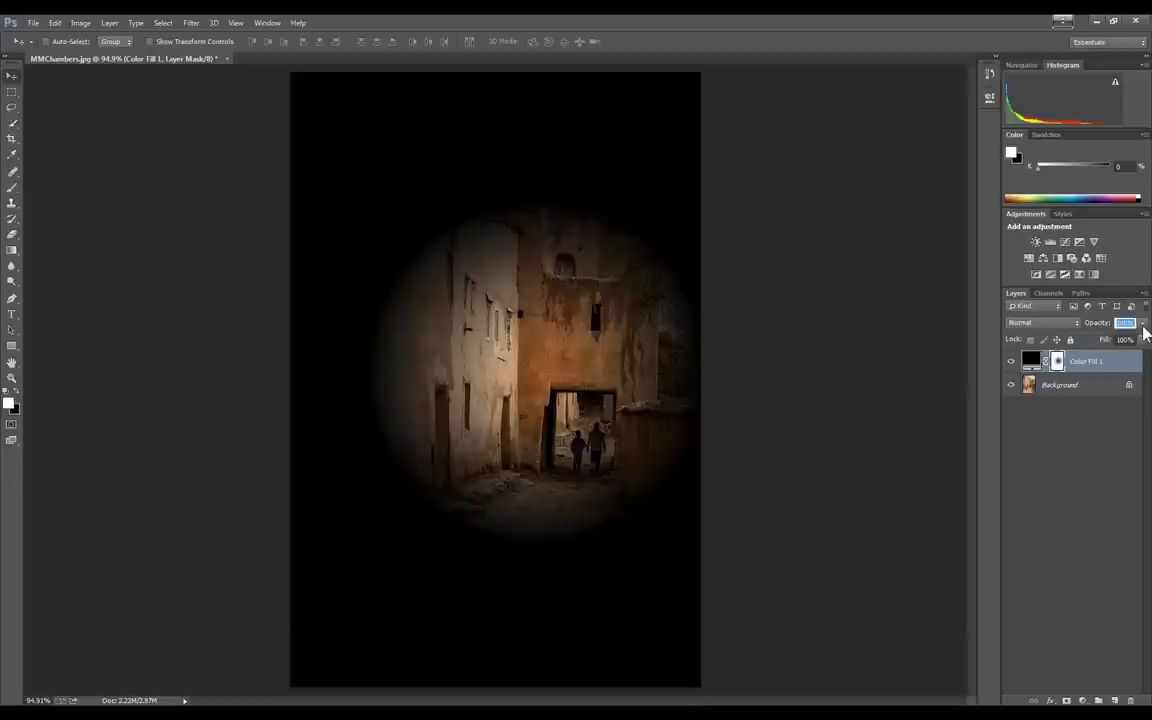 Ps File Edit Image Layer Type Select Filter 3D View Window Help
Auto-Select: Group Show Transform Controls 3D Mode: Essentials
MMChambers.jpg @ 94.9% (Color Fill 1, Layer Mask/8) * ×
Navigator Histogram
Color Swatches
K 0 %
Adjustments Styles
Add an adjustment
Layers Channels Paths
Kind
Normal Opacity: 100%
Lock: Fill: 100%
Color Fill 1
Background
94.91% Doc: 2.22M/2.97M